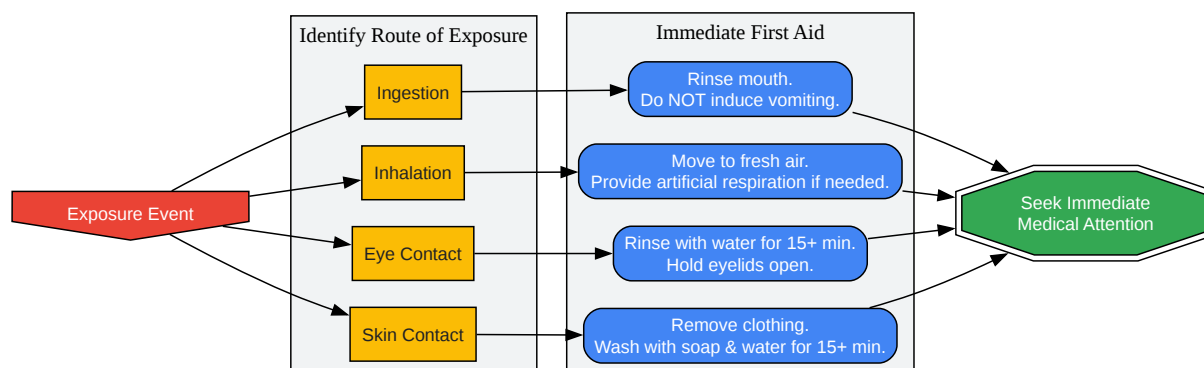 Identify Route of Exposure
Immediate First Aid
Exposure Event
Ingestion
Rinse mouth.
Do NOT induce vomiting.
Inhalation
Move to fresh air.
Provide artificial respiration if needed.
Eye Contact
Rinse with water for 15+ min.
Hold eyelids open.
Skin Contact
Remove clothing.
Wash with soap & water for 15+ min.
Seek Immediate
Medical Attention